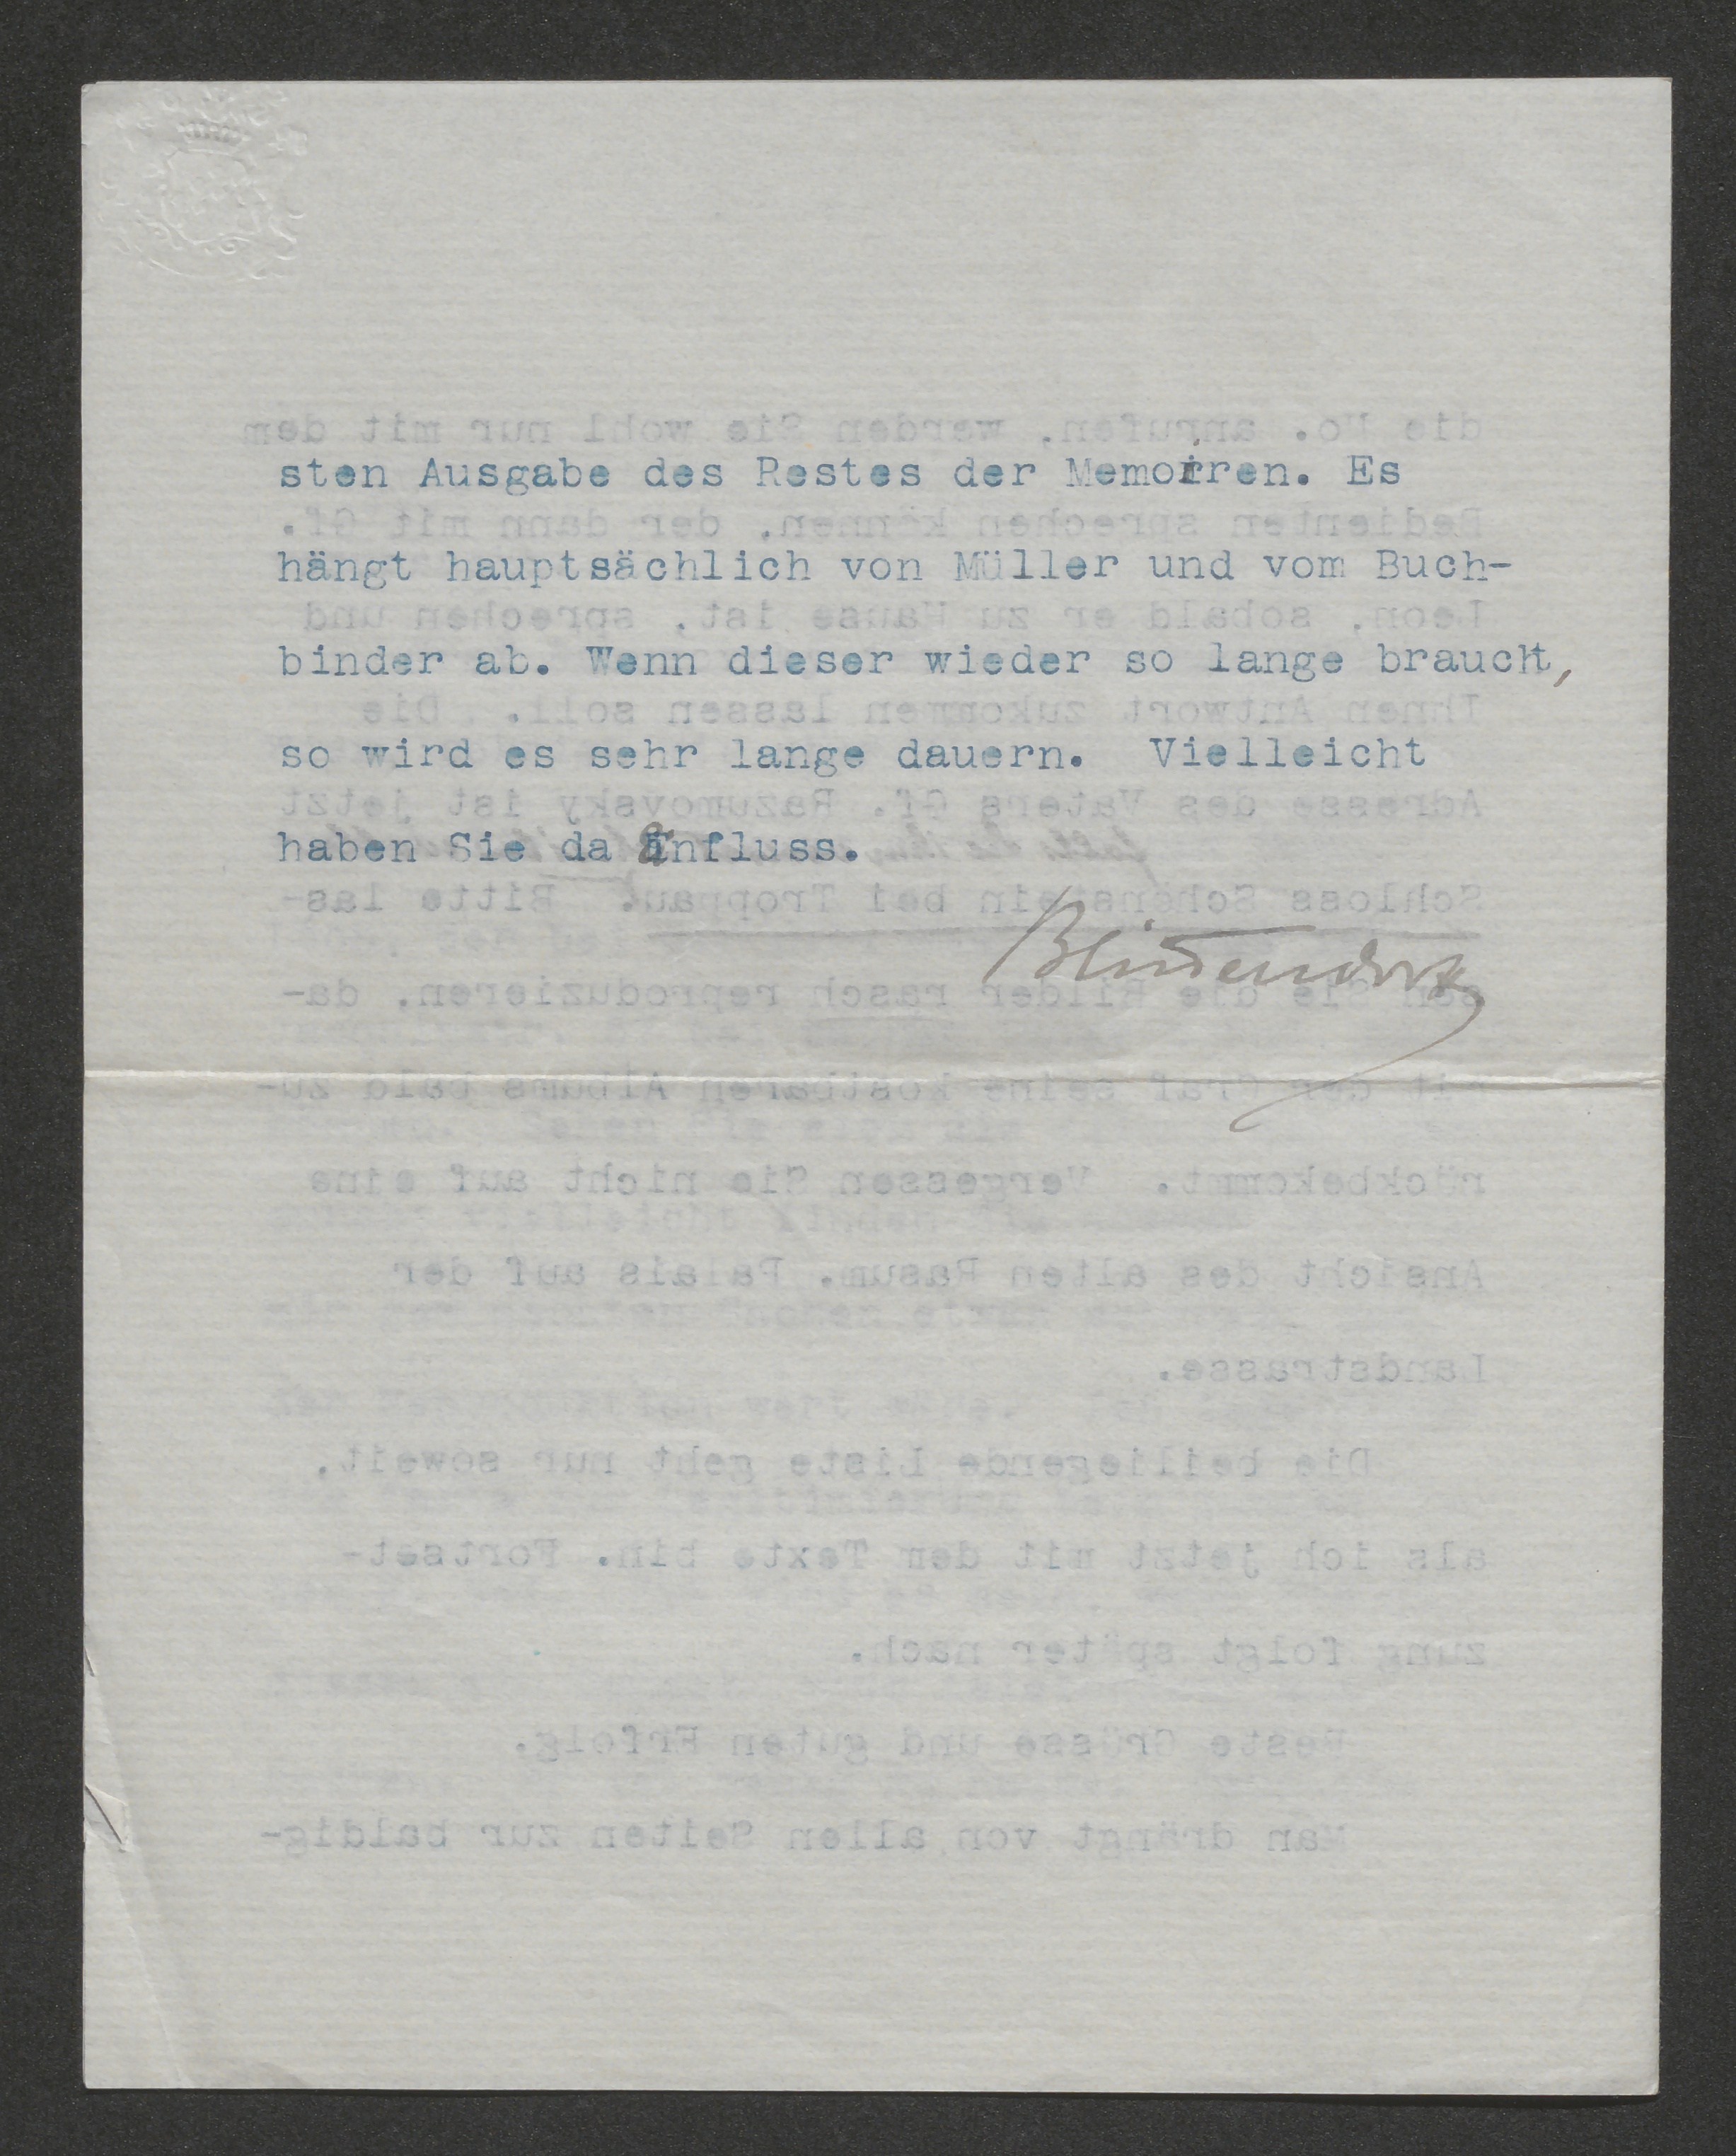 sten Ausgabe des Restes der Memoirren. Es
hängt hauptsächlich von Müller und vom Buch-
binder ab. Wenn dieser wieder so lange braucht,
so wird es sehr lange dauern. Vielleicht
haben Sie da Einfluss.